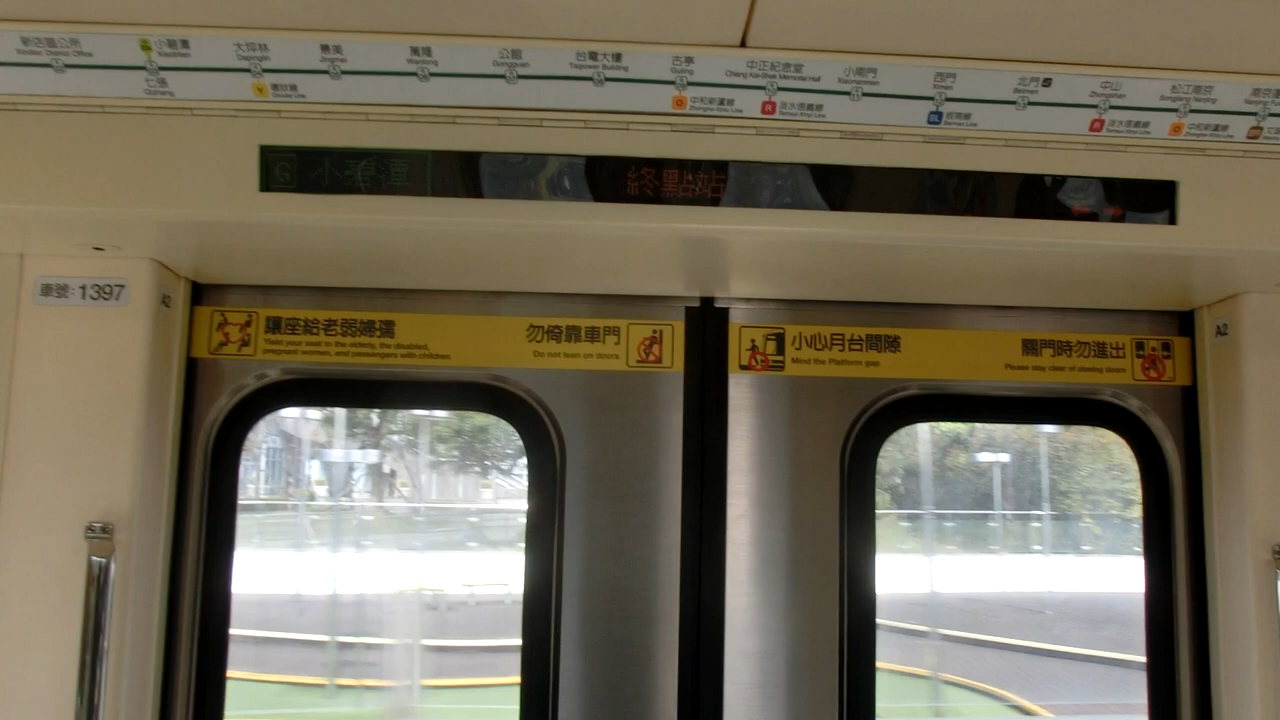 新店區公所
Xindian District Office
小碧潭
Xiaobitan
七張
Qizhang
大坪林
Dapinglin
Y 環狀線
Circular Line
景美
Jingmei
萬隆
Wanlong
公館
Gongguan
台電大樓
Taipower Building
古亭
Guting
O 中和新蘆線
Zhonghe-Xinlu Line
中正紀念堂
Chiang Kai-Shek Memorial Hall
R 淡水信義線
Tamsui-Xinyi Line
小南門
Xiaonanmen
西門
Ximen
BL 板南線
Bannan Line
北門
Beimen
中山
Zhongshan
R 淡水信義線
Tamsui-Xinyi Line
松江南京
Songjiang Nanjing
O 中和新蘆線
Zhonghe-Xinlu Line
G 小碧潭
終點站
車號:1397
A2
A2
讓座給老弱婦孺
Yield your seat to the elderly, the disabled,
pregnant women, and passengers with children
勿倚靠車門
Do not lean on doors
小心月台間隙
Mind the Platform gap
關門時勿進出
Please stay clear of closing doors